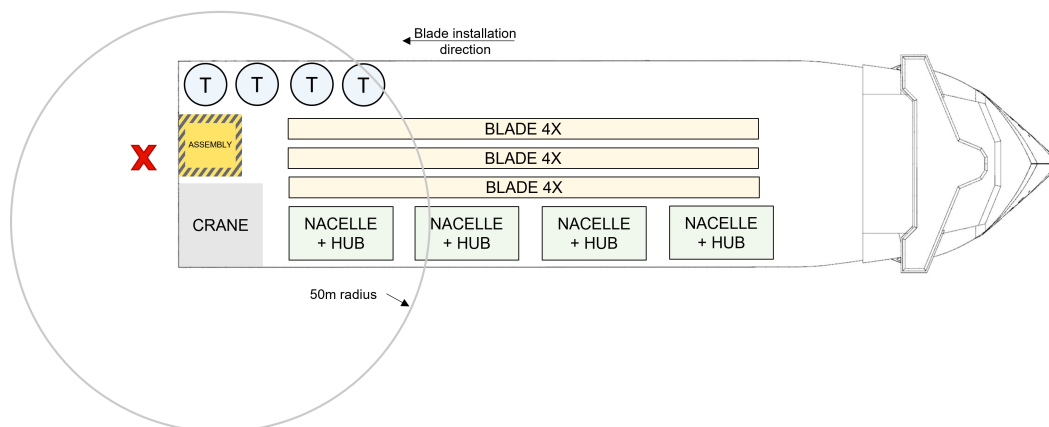 Blade installation
direction
T T T T
BLADE 4X
ASSEMBLY
BLADE 4X
X
BLADE 4X
CRANE
NACELLE
+ HUB
NACELLE
+ HUB
NACELLE
+ HUB
NACELLE
+ HUB
50m radius